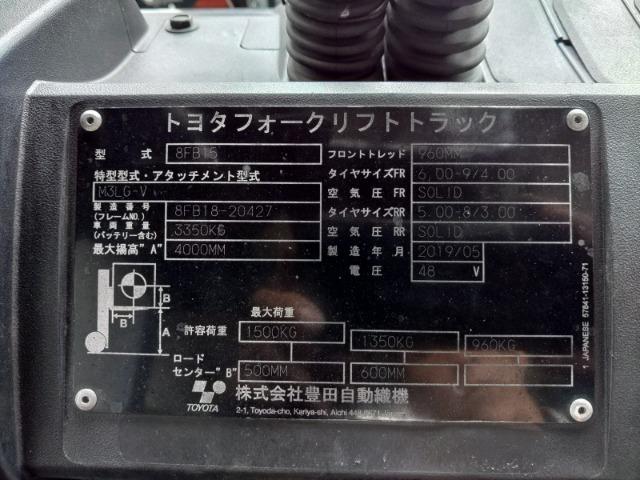 トヨタフォークリフトトラック
型式 8FB15 フロントトレッド 960MM
特型型式・アタッチメント型式 タイヤサイズFR 6.00-9/4.00
M3LG-V 空気圧 FR SOLID
製造番号(フレームNO.) 8FB18-20427 タイヤサイズRR 5.00-8/3.00
車両重量(バッテリー含む) 3350KG 空気圧 RR SOLID
最大揚高"A" 4000MM 製造年月 2019/05
電圧 48 V
B
B A
最大荷重
許容荷重 1500KG 1350KG 960KG
ロードセンター"B" 500MM 600MM
TOYOTA 株式会社豊田自動織機
2-1, Toyoda-cho, Kariya-shi, Aichi
1 JAPANESE 57841-13150-71